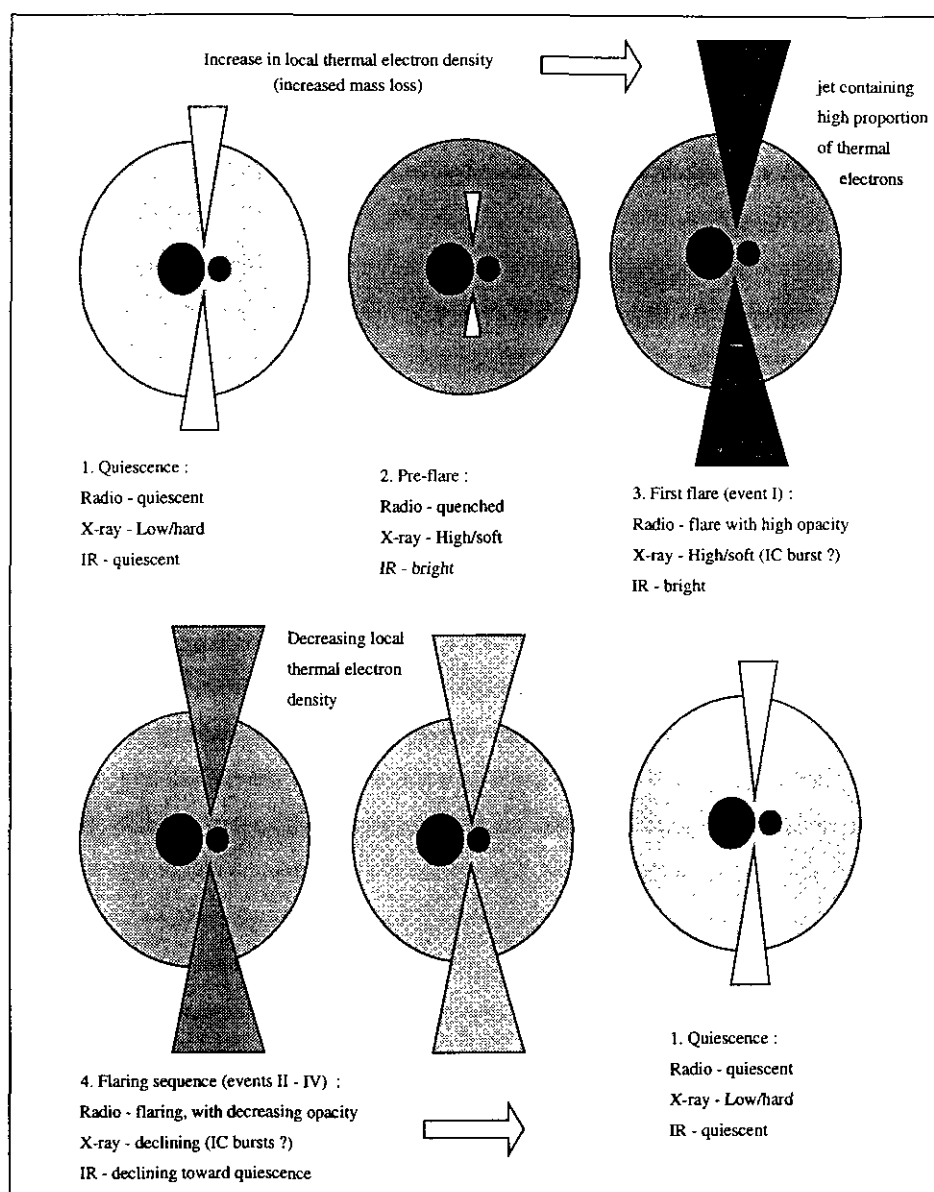 Increase in local thermal electron density
(increased mass loss)
jet containing
high proportion
of thermal
electrons
1. Quiescence :
Radio - quiescent
X-ray - Low/hard
IR - quiescent
2. Pre-flare :
Radio - quenched
X-ray - High/soft
IR - bright
3. First flare (event I) :
Radio - flare with high opacity
X-ray - High/soft (IC burst ?)
IR - bright
Decreasing local
thermal electron
density
4. Flaring sequence (events II - IV) :
Radio - flaring, with decreasing opacity
X-ray - declining (IC bursts ?)
IR - declining toward quiescence
1. Quiescence :
Radio - quiescent
X-ray - Low/hard
IR - quiescent